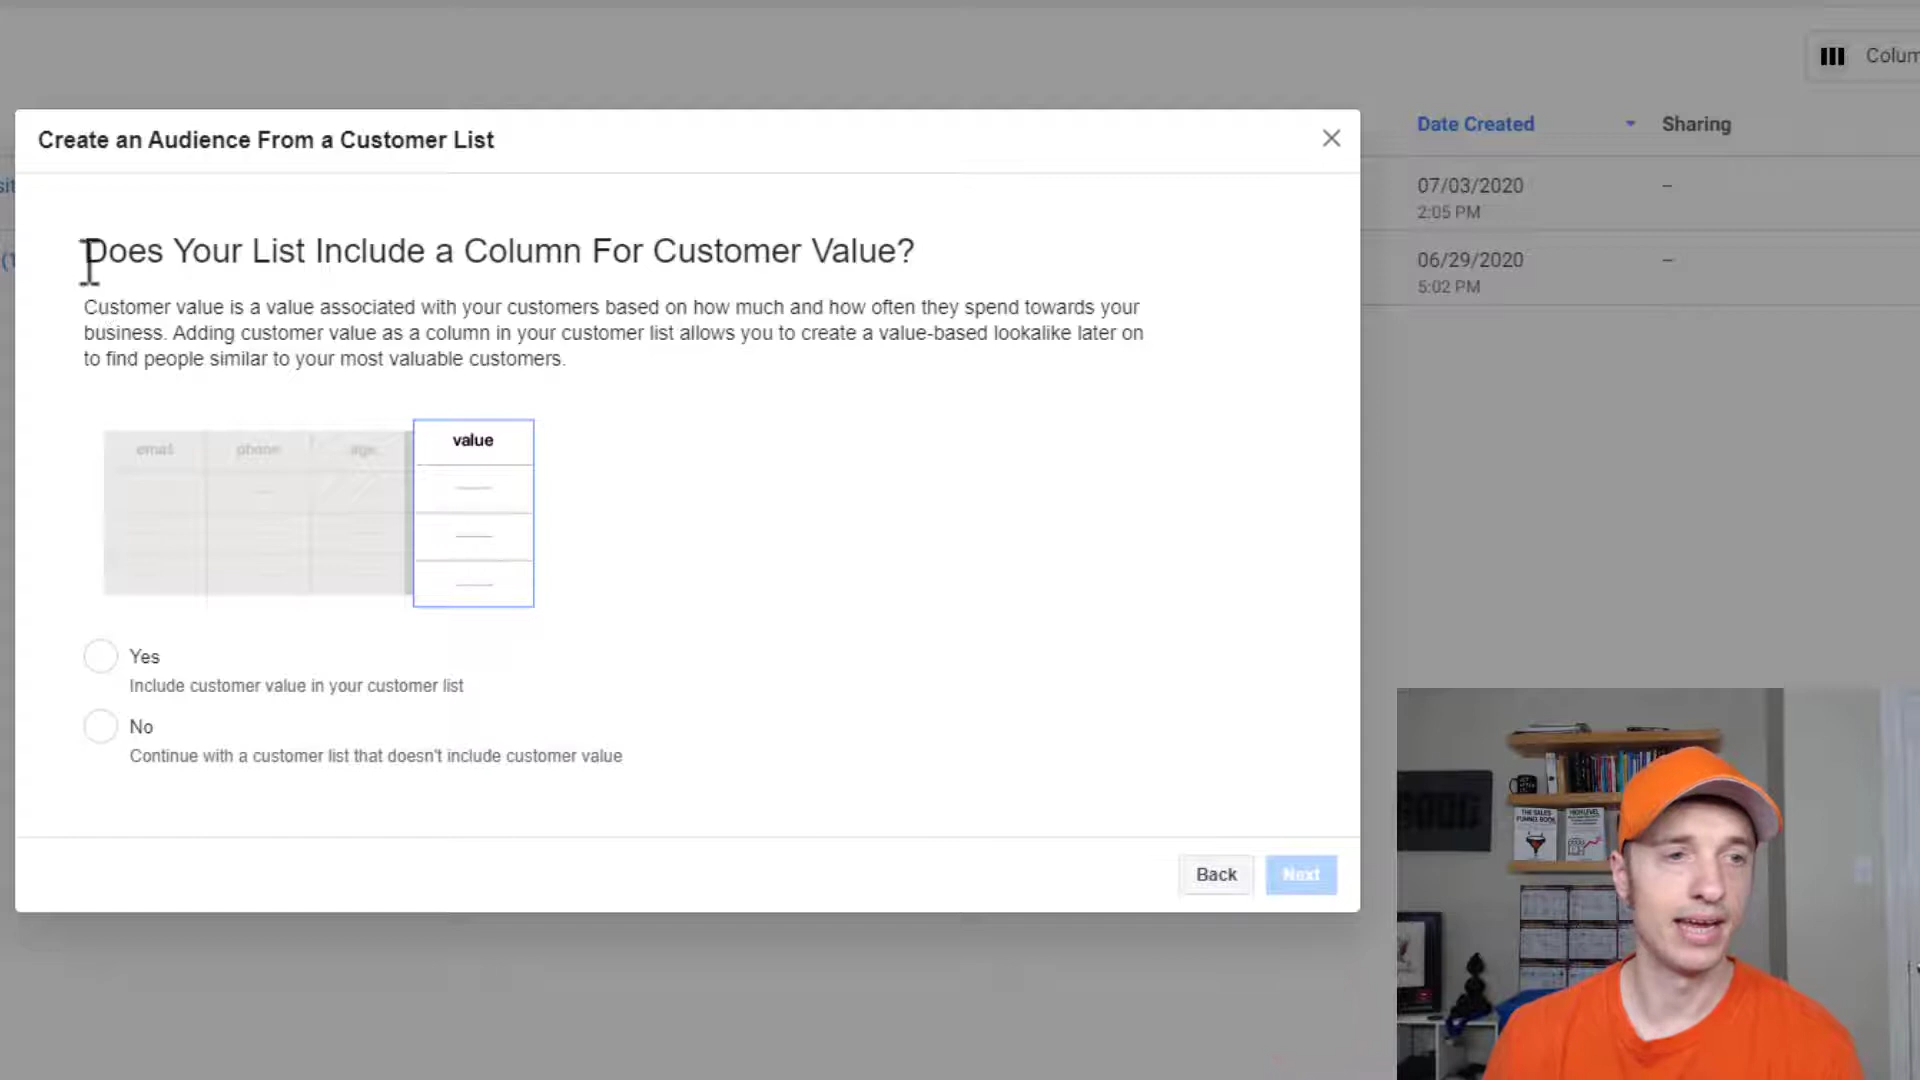 Colum
Create an Audience From a Customer List
Date Created
Sharing
sit
07/03/2020
–
2:05 PM
Does Your List Include a Column For Customer Value?
06/29/2020
–
5:02 PM
Customer value is a value associated with your customers based on how much and how often they spend towards your
business. Adding customer value as a column in your customer list allows you to create a value-based lookalike later on
to find people similar to your most valuable customers.
email
phone
age
value
Yes
Include customer value in your customer list
No
Continue with a customer list that doesn't include customer value
Back
Next
THE SALES
FUNNEL BOOK